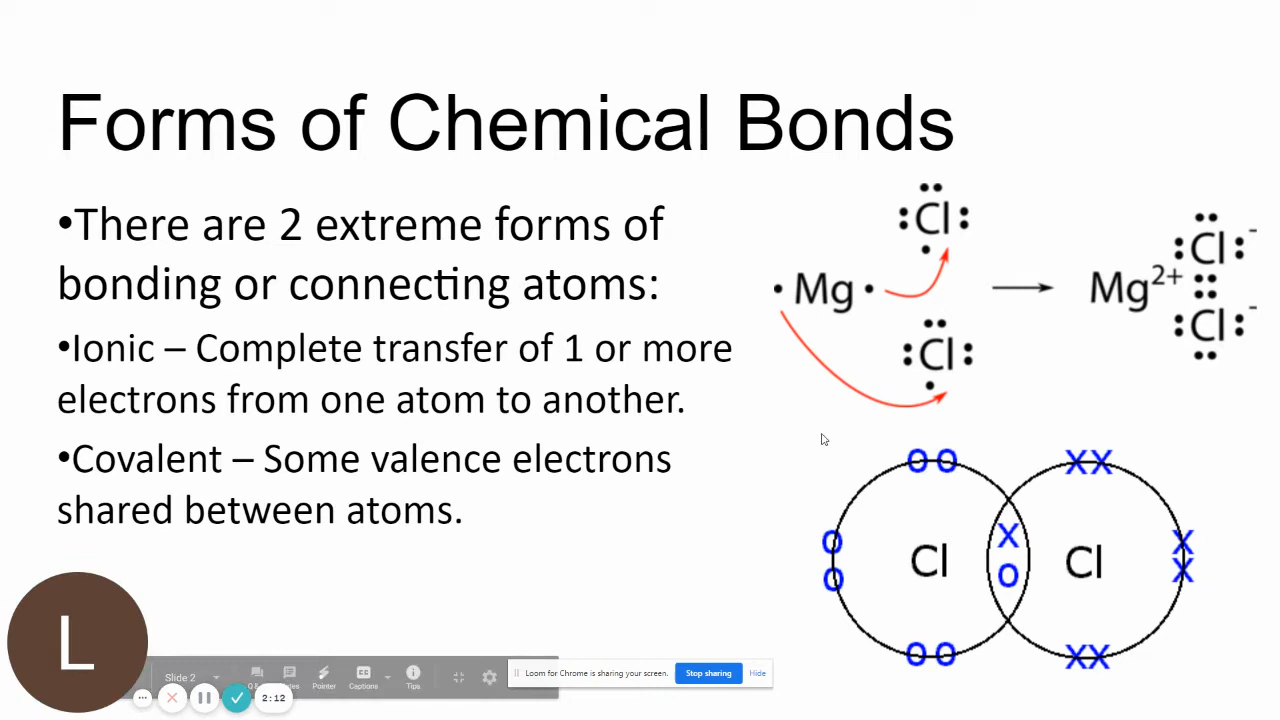 Forms of Chemical Bonds
•There are 2 extreme forms of
bonding or connecting atoms:
•Ionic – Complete transfer of 1 or more
electrons from one atom to another.
•Covalent – Some valence electrons
shared between atoms.
Cl
Mg
Cl
Mg2+
Cl-
Cl-
O O
X X
O
O
X
O
X
X
Cl
Cl
O O
X X
L
Slide 2
Pointer
Captions
Tips
Loom for Chrome is sharing your screen.
Stop sharing
Hide
2:12